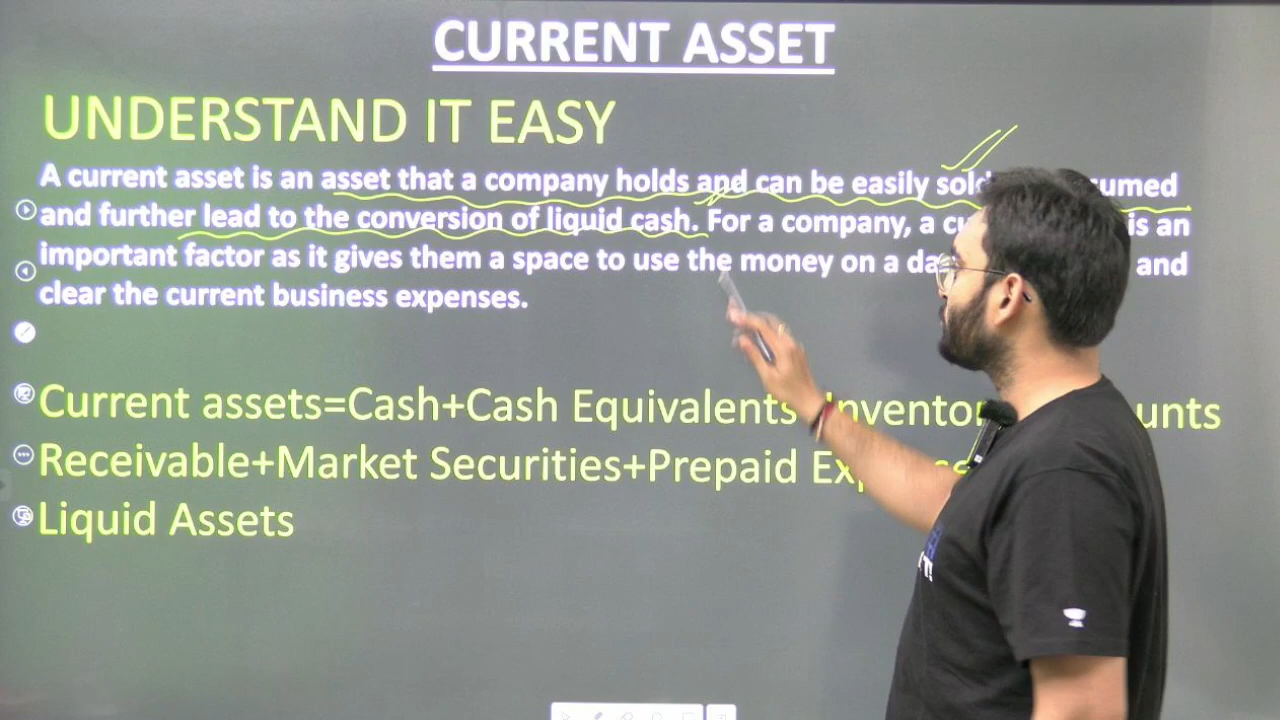 CURRENT ASSET
UNDERSTAND IT EASY
A current asset is an asset that a company holds and can be easily sold
and further lead to the conversion of liquid cash. For a company, a is an
important factor as it gives them a space to use the money on a and
clear the current business expenses.
Current assets=Cash+Cash Equivalents
Receivable+Market Securities+Prepaid
Liquid Assets